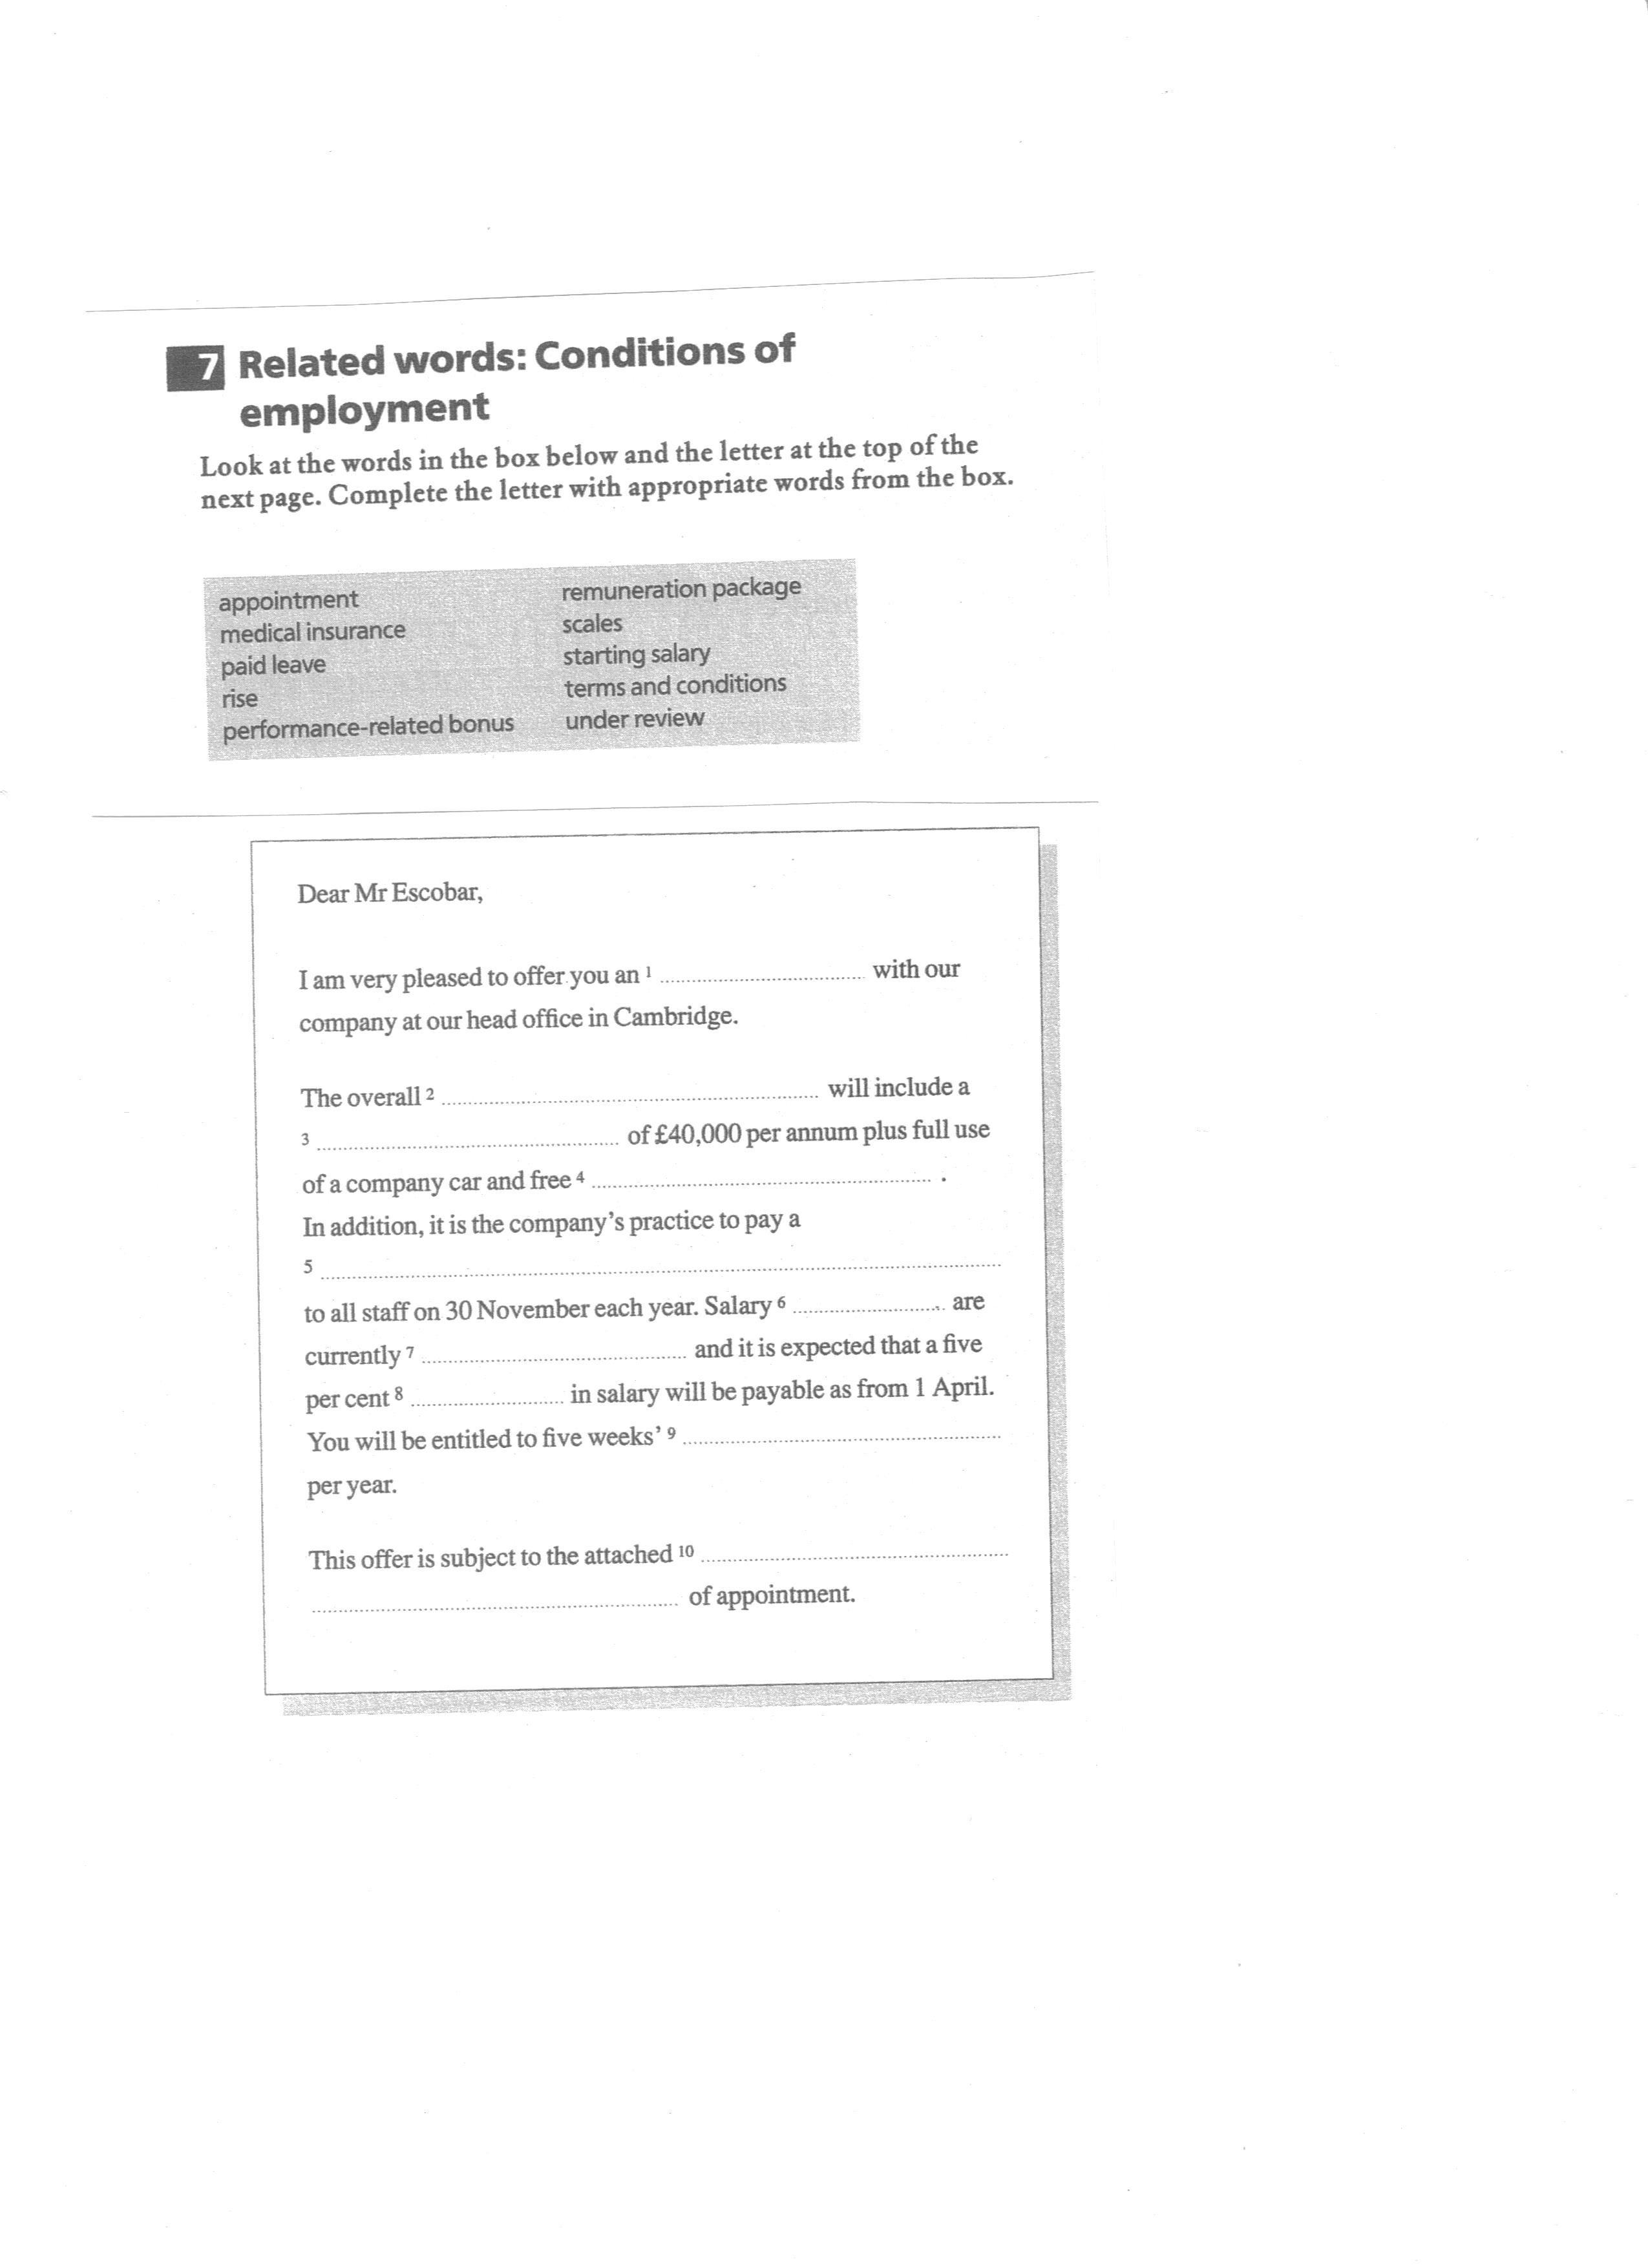 7 Related words: Conditions of
employment
Look at the words in the box below and the letter at the top of the
next page. Complete the letter with appropriate words from the box.
appointment
medical insurance
paid leave
rise
performance-related bonus
remuneration package
scales
starting salary
terms and conditions
under review
Dear Mr Escobar,
I am very pleased to offer you an 1 .................................... with our
company at our head office in Cambridge.
The overall 2 .................................................................. will include a
3 ..................................................... of £40,000 per annum plus full use
of a company car and free 4 ........................................................... .
In addition, it is the company's practice to pay a
5 ............................................................................................................................
to all staff on 30 November each year. Salary 6 .......................... are
currently 7 .............................................. and it is expected that a five
per cent 8 ........................... in salary will be payable as from 1 April.
You will be entitled to five weeks' 9 ........................................................
per year.
This offer is subject to the attached 10 ......................................................
................................................................ of appointment.